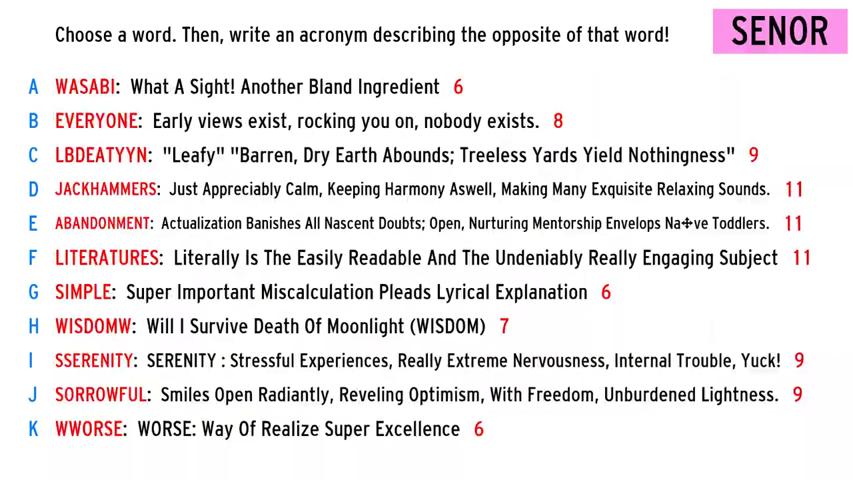 Choose a word. Then, write an acronym describing the opposite of that word!
SENOR
A WASABI: What A Sight! Another Bland Ingredient 6
B EVERYONE: Early views exist, rocking you on, nobody exists. 8
C LBDEATYYN: "Leafy" "Barren, Dry Earth Abounds; Treeless Yards Yield Nothingness" 9
D JACKHAMMERS: Just Appreciably Calm, Keeping Harmony Aswell, Making Many Exquisite Relaxing Sounds. 11
E ABANDONMENT: Actualization Banishes All Nascent Doubts; Open, Nurturing Mentorship Envelops Na✢ve Toddlers. 11
F LITERATURES: Literally Is The Easily Readable And The Undeniably Really Engaging Subject 11
G SIMPLE: Super Important Miscalculation Pleads Lyrical Explanation 6
H WISDOMW: Will I Survive Death Of Moonlight (WISDOM) 7
I SSERENITY: SERENITY : Stressful Experiences, Really Extreme Nervousness, Internal Trouble, Yuck! 9
J SORROWFUL: Smiles Open Radiantly, Reveling Optimism, With Freedom, Unburdened Lightness. 9
K WWORSE: WORSE: Way Of Realize Super Excellence 6